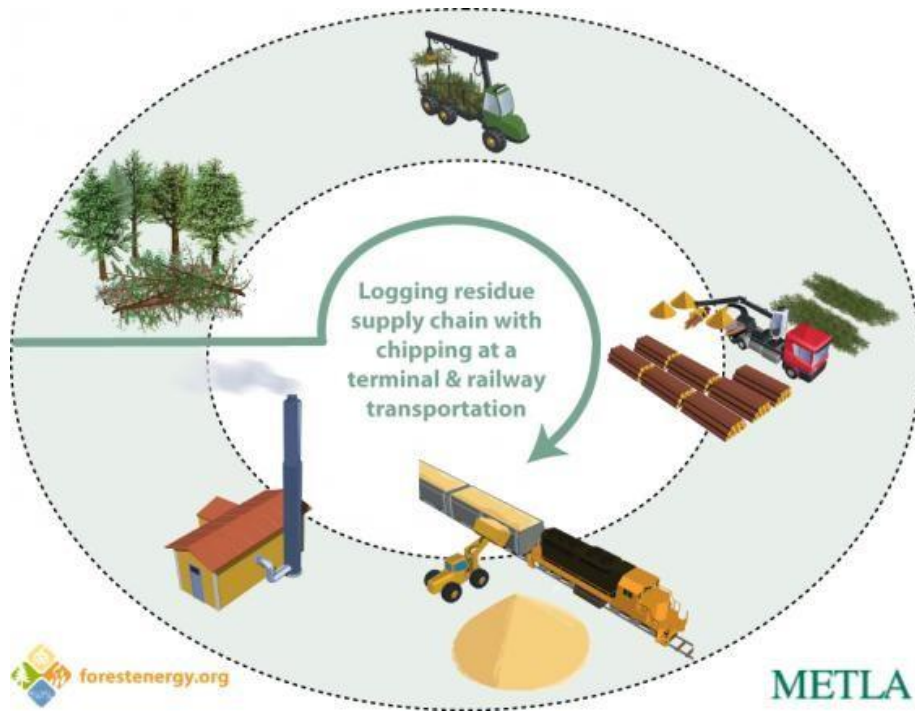 Logging residue
supply chain with
chipping at a
terminal & railway
transportation
forestenergy.org
METLA